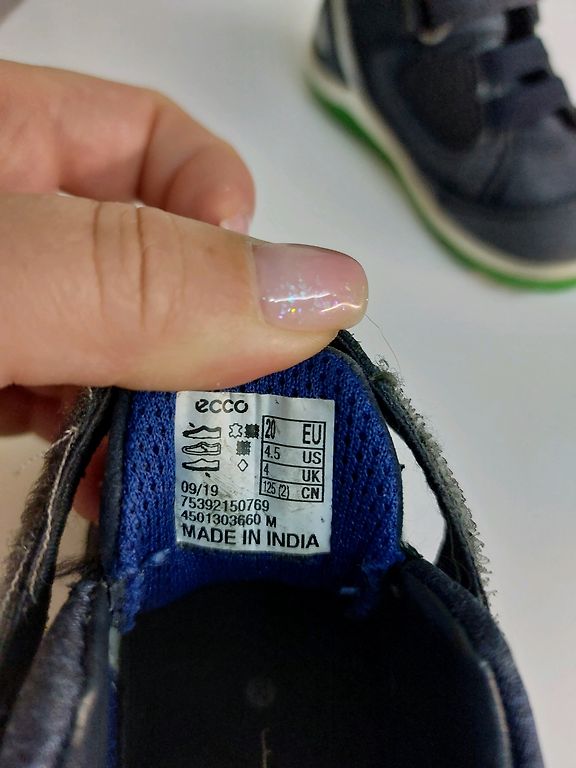 ecco
20 EU
4.5 US
4 UK
125 (2) CN
09/19
75392150769
4501303660 M
MADE IN INDIA